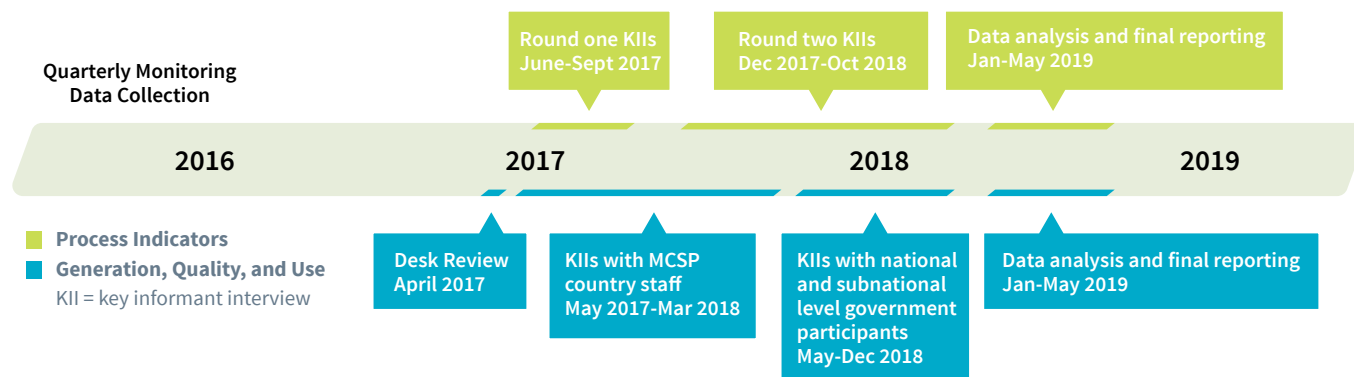 Quarterly Monitoring
Data Collection
Round one KIIs
June-Sept 2017
Round two KIIs
Dec 2017-Oct 2018
Data analysis and final reporting
Jan-May 2019
2016
2017
2018
2019
Process Indicators
Generation, Quality, and Use
KII = key informant interview
Desk Review
April 2017
KIIs with MCSP
country staff
May 2017-Mar 2018
KIIs with national
and subnational
level government
participants
May-Dec 2018
Data analysis and final reporting
Jan-May 2019